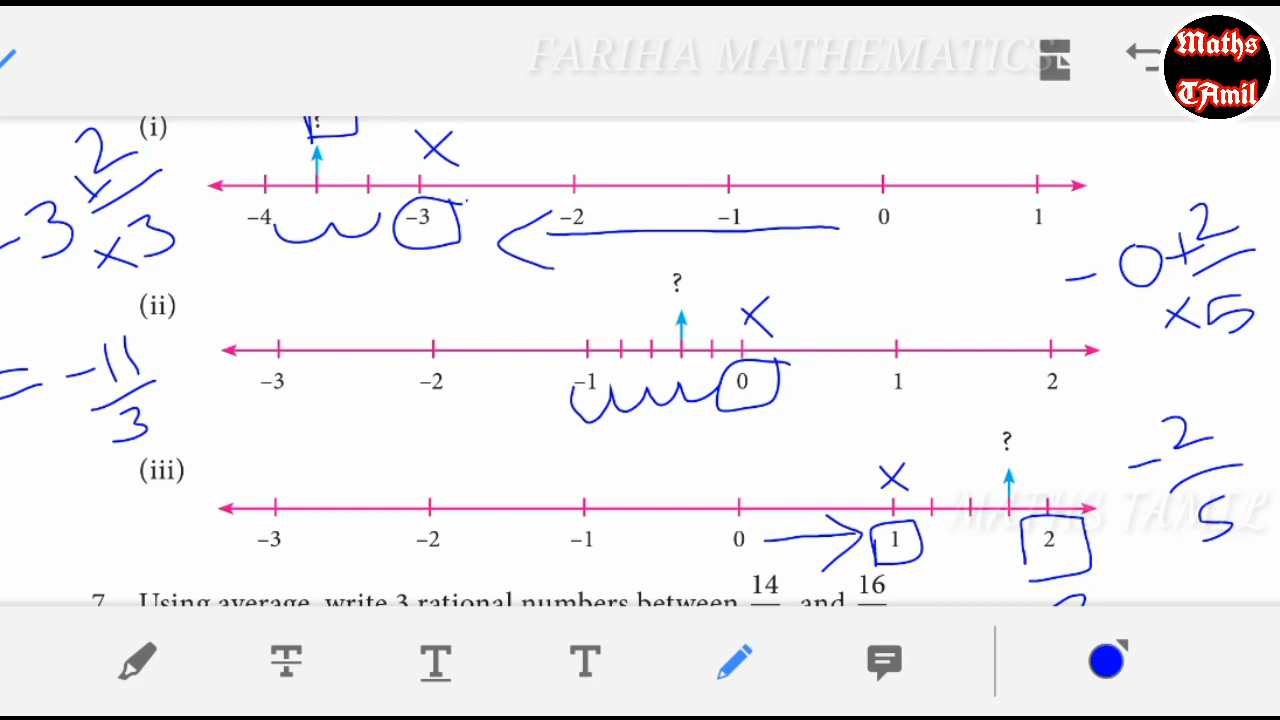 FARIHA MATHEMATICS
Maths
TAmil
(i)
?
x
-4 -3 -2 -1 0 1
-3 2/3
+
x
- 0 + 2/5
x
(ii)
?
x
-3 -2 -1 0 1 2
= -11/3
(iii)
?
x
-3 -2 -1 0 1 2
-2/5
MATHS TAMIL
7. Using average, write 3 rational numbers between 14 and 16
T T T